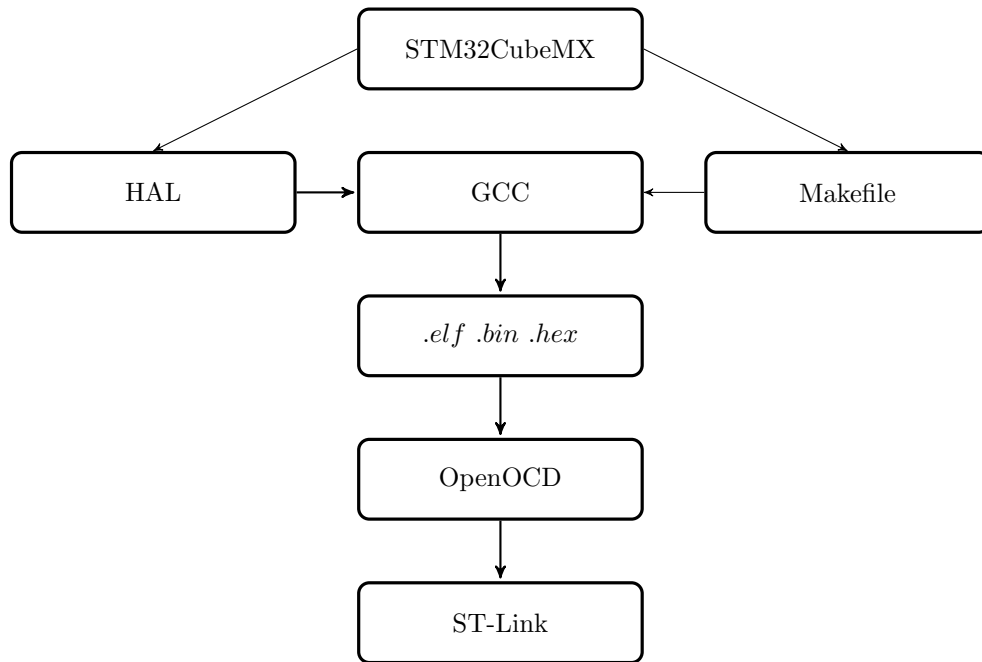 STM32CubeMX
HAL
GCC
Makefile
.elf .bin .hex
OpenOCD
ST-Link